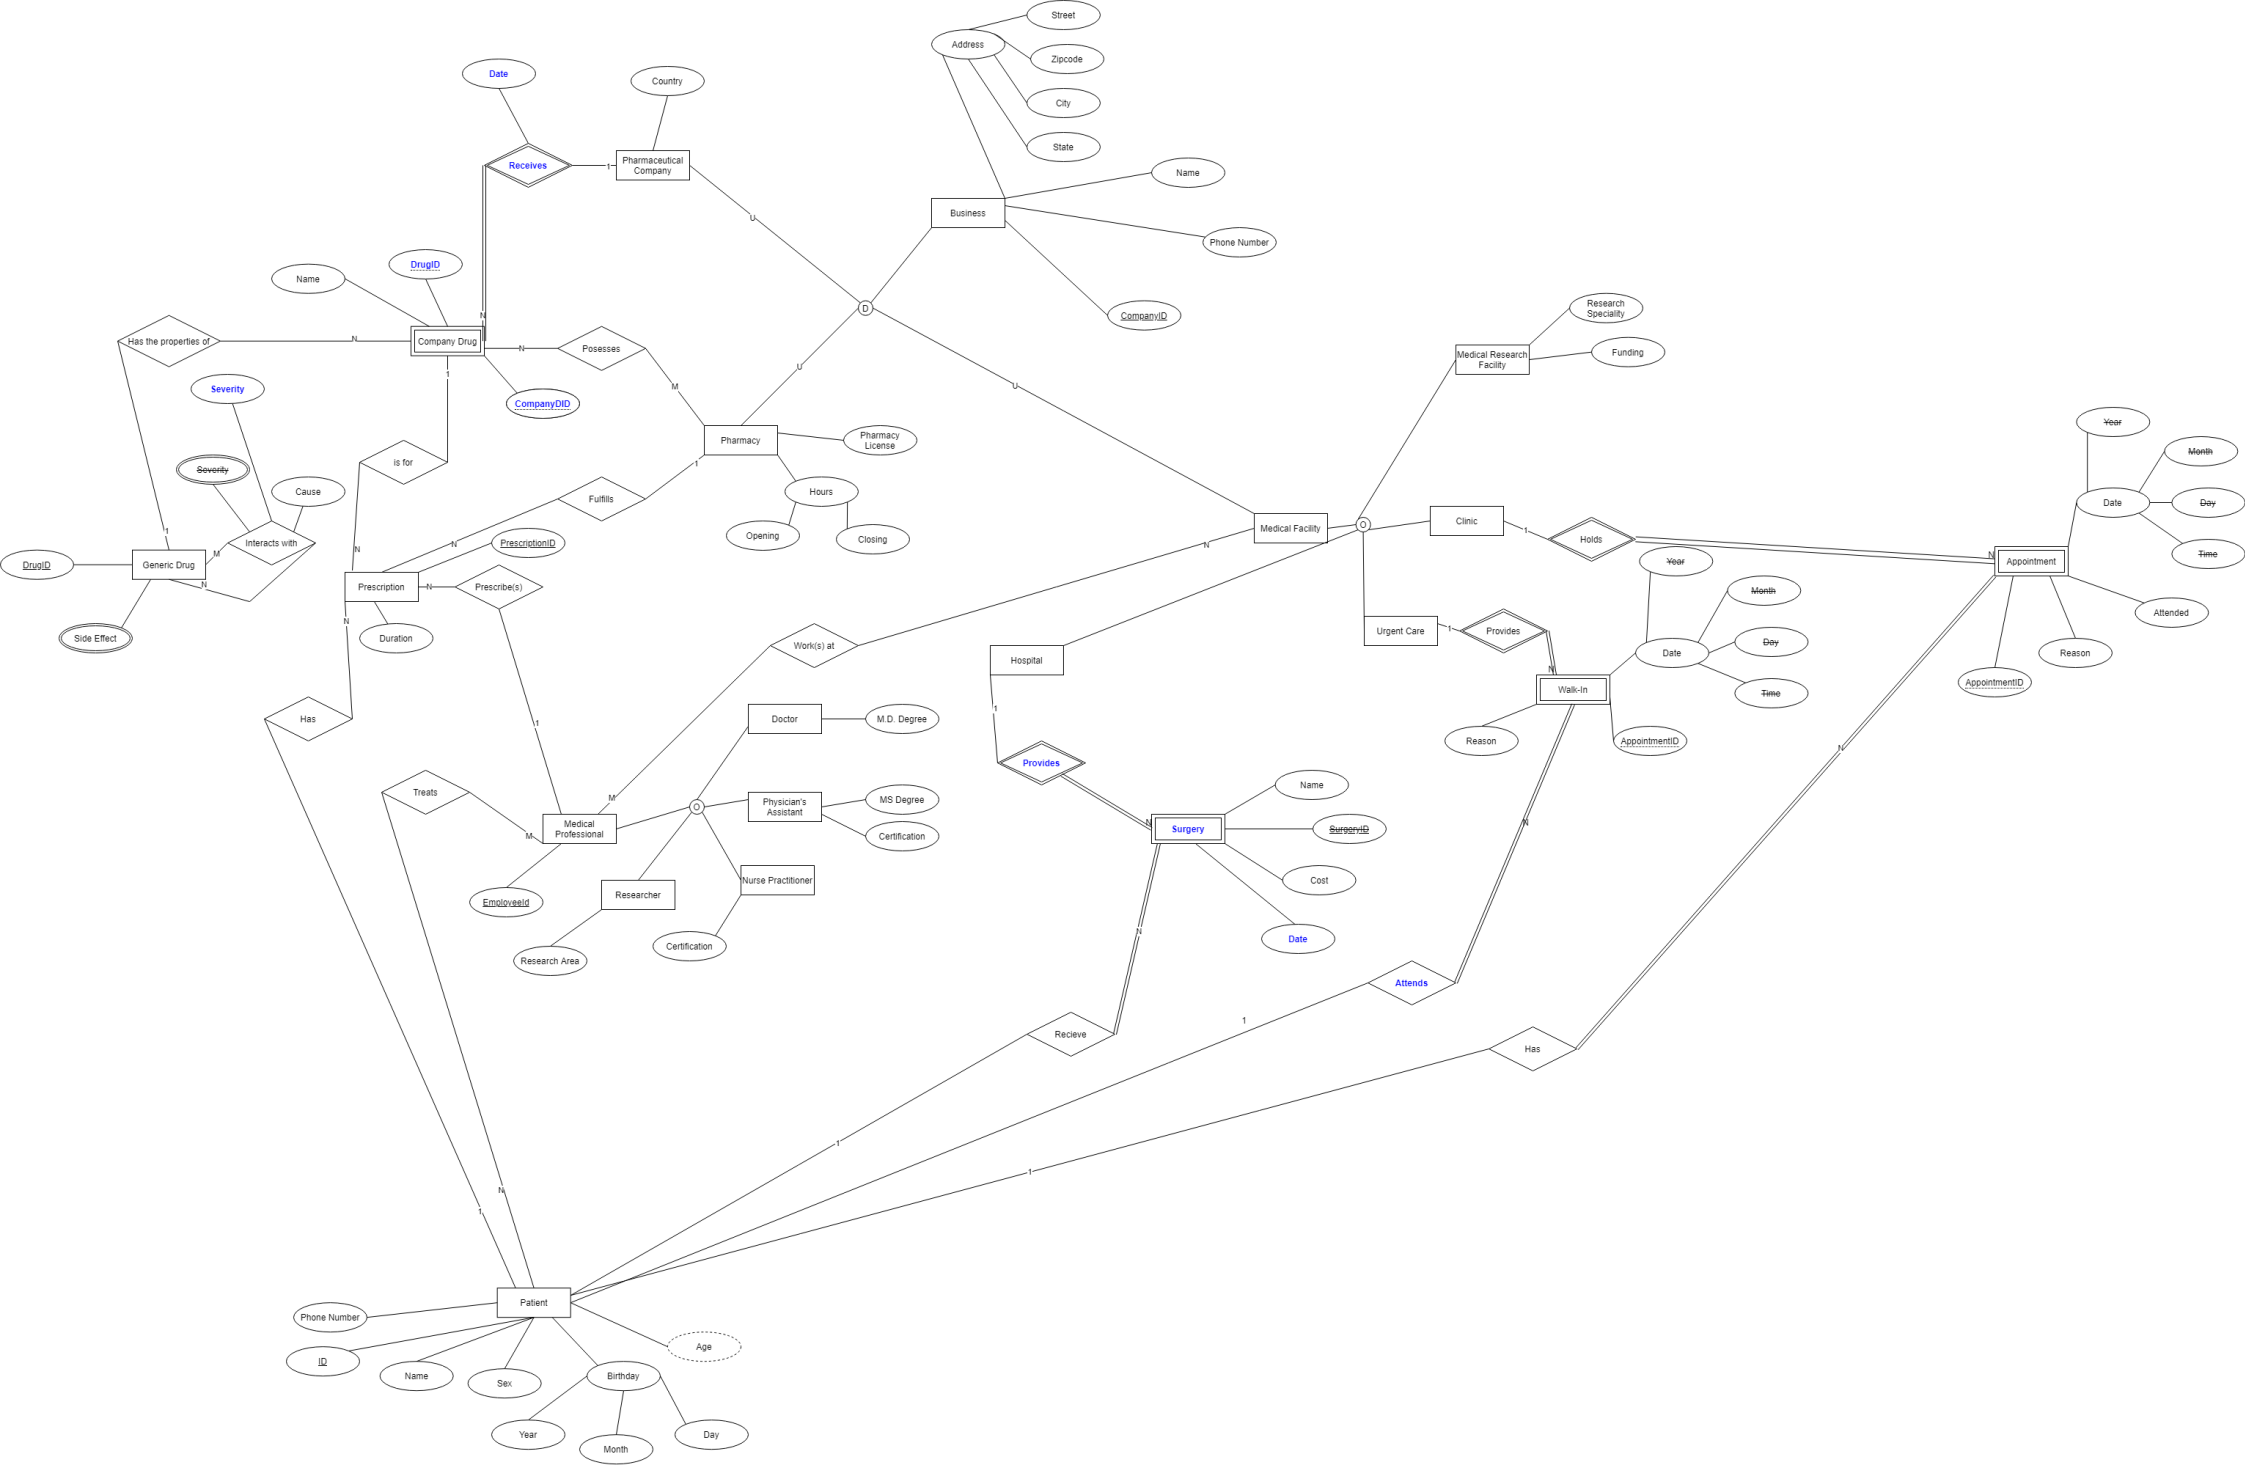 Street
Address
Zipcode
Date
Country
City
State
Receives
1
Pharmaceutical
Company
Name
U
Business
Phone Number
DrugID
Name
D
Research
Speciality
N
CompanyID
Has the properties of
N
Company Drug
N
Posesses
Medical Research
Facility
Funding
1
U
Severity
M
U
CompanyDID
Year
Pharmacy
Pharmacy
License
Month
is for
Severity
1
Cause
Hours
Fulfills
Date
Day
Clinic
Medical Facility
O
1
Opening
Closing
1
Interacts with
PrescriptionID
N
N
N
Holds
M
N
Time
Year
Appointment
DrugID
Generic Drug
N
Prescription
N
Prescribe(s)
Month
Attended
N
Side Effect
Duration
Urgent Care
1
Provides
Work(s) at
Day
Date
Reason
Hospital
N
AppointmentID
Walk-In
Time
1
Has
1
Doctor
M.D. Degree
Reason
AppointmentID
N
Provides
Treats
M
O
Physician's
Assistant
MS Degree
Name
M
Medical
Professional
Certification
N
N
Surgery
SurgeryID
Nurse Practitioner
Cost
Researcher
EmployeeId
N
Date
Certification
Research Area
Attends
1
Recieve
Has
1
1
N
1
Patient
Phone Number
Age
ID
Name
Sex
Birthday
Year
Month
Day